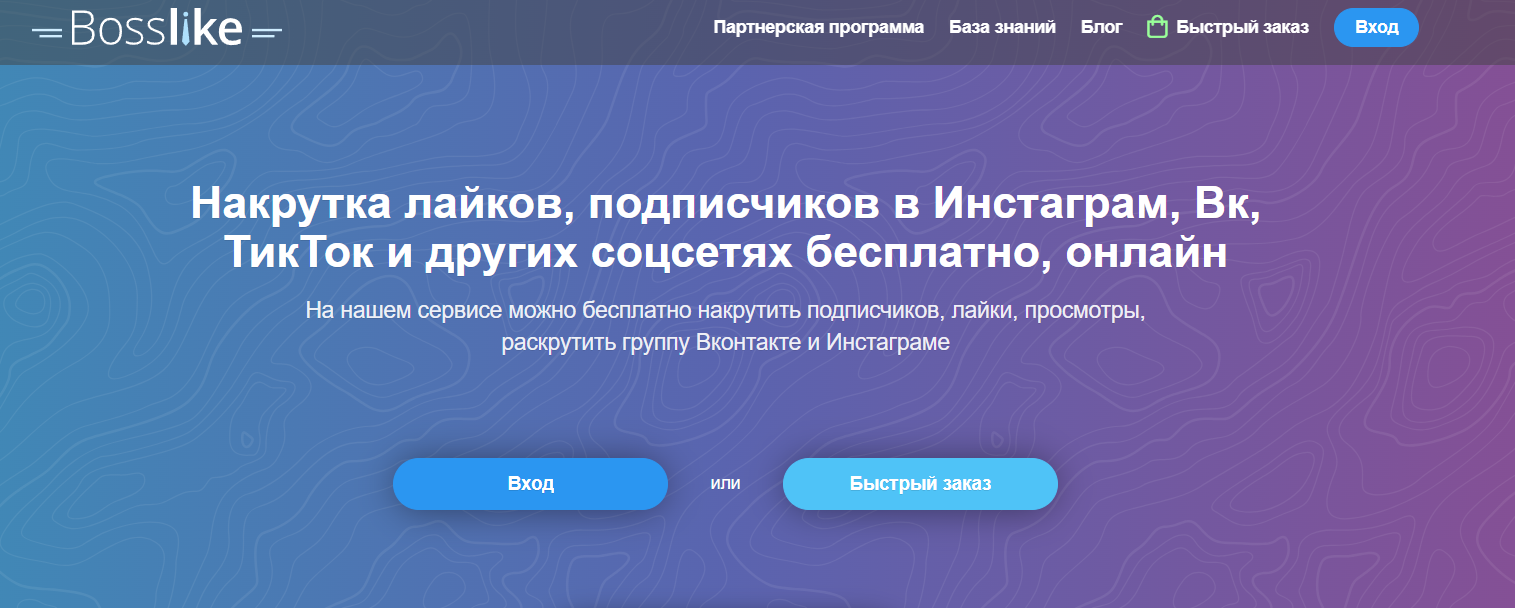 Bosslike
Партнерская программа
База знаний
Блог
Быстрый заказ
Вход
Накрутка лайков, подписчиков в Инстаграм, Вк,
ТикТок и других соцсетях бесплатно, онлайн
На нашем сервисе можно бесплатно накрутить подписчиков, лайки, просмотры,
раскрутить группу Вконтакте и Инстаграме
Вход
или
Быстрый заказ